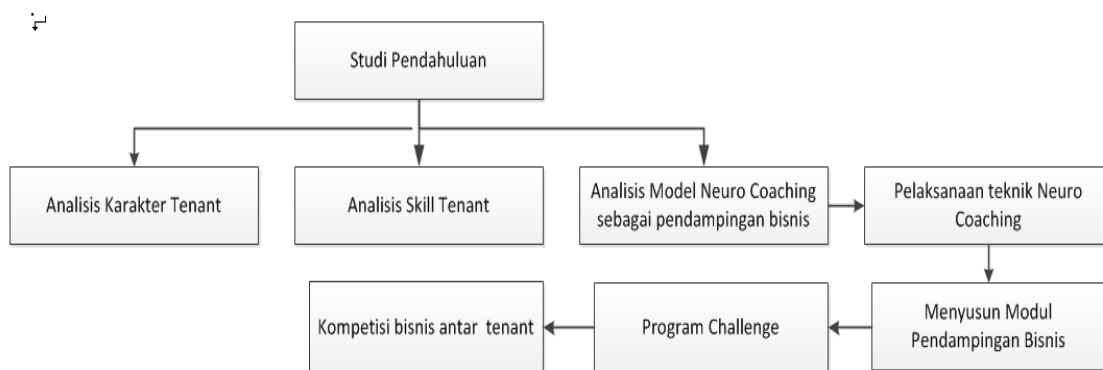 Studi Pendahuluan
Analisis Karakter Tenant
Analisis Skill Tenant
Analisis Model Neuro Coaching
sebagai pendampingan bisnis
Pelaksanaan teknik Neuro
Coaching
Menyusun Modul
Pendampingan Bisnis
Program Challenge
Kompetisi bisnis antar tenant